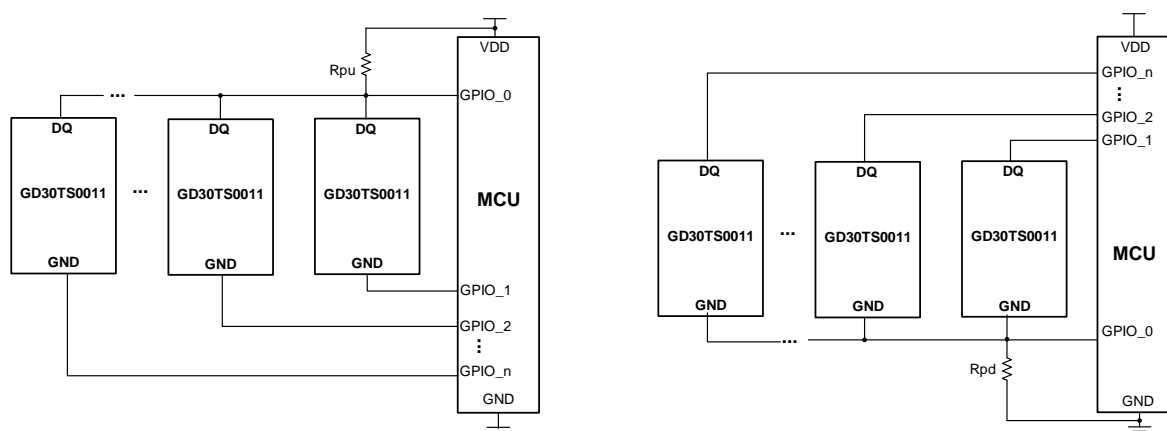 VDD
Rpu
...
GPIO_0
DQ
DQ
DQ
GD30TS0011
...
GD30TS0011
GD30TS0011
MCU
GND
GND
GND
GPIO_1
GPIO_2
...
GPIO_n
GND
VDD
GPIO_n
...
GPIO_2
GPIO_1
DQ
DQ
DQ
GD30TS0011
...
GD30TS0011
GD30TS0011
MCU
GND
GND
GND
GPIO_0
...
Rpd
GND